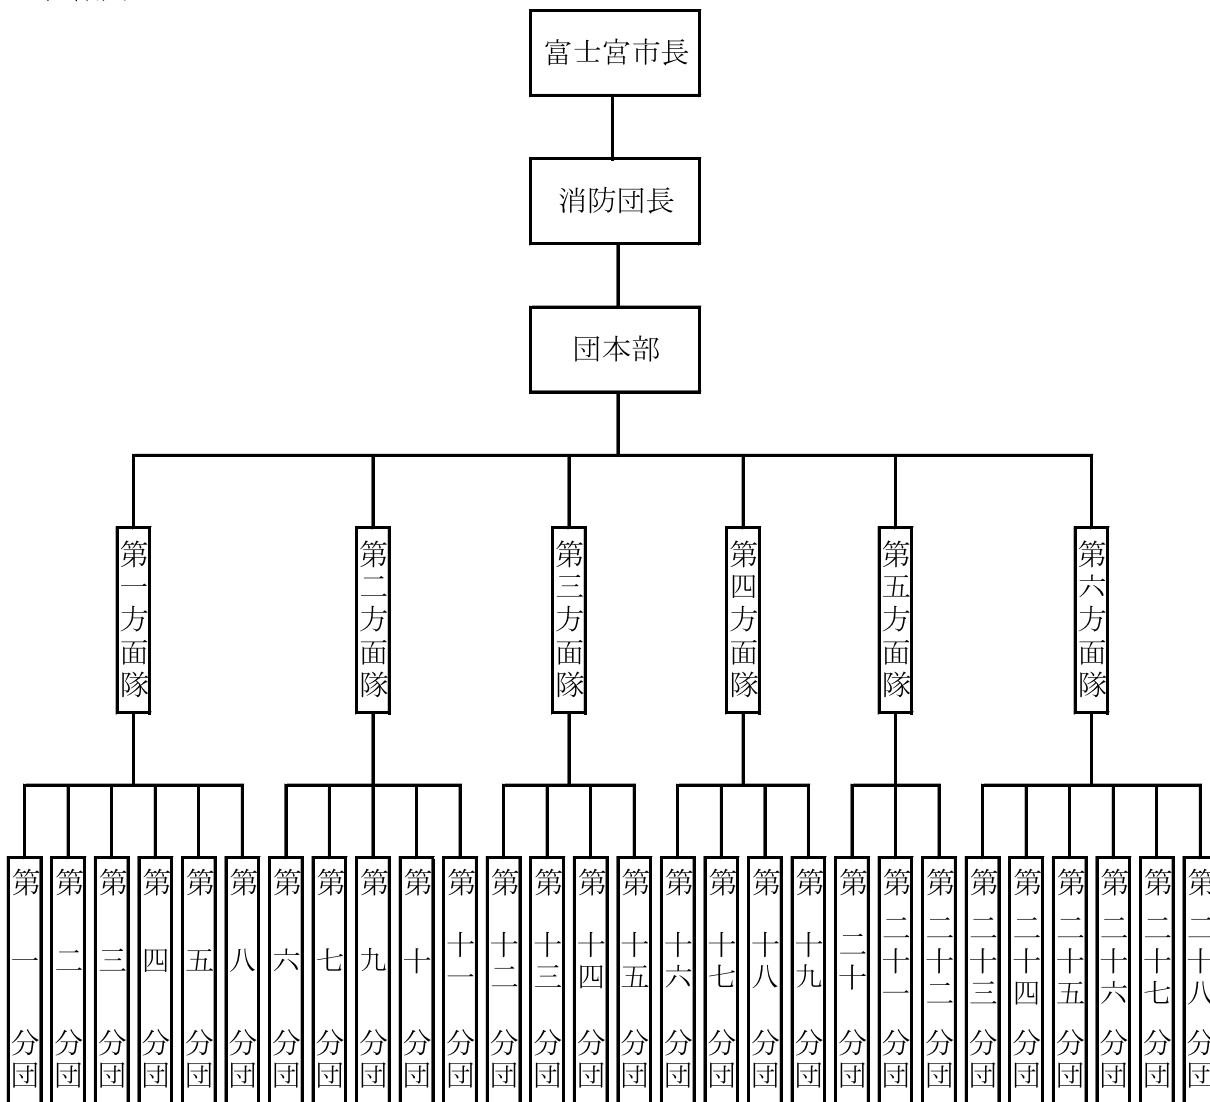 富士宮市長
消防団長
団本部
第一方面隊
第二方面隊
第三方面隊
第四方面隊
第五方面隊
第六方面隊
第一分団
第二分団
第三分団
第四分団
第五分団
第八分団
第六分団
第七分団
第九分団
第十分団
第十一分団
第十二分団
第十三分団
第十四分団
第十五分団
第十六分団
第十七分団
第十八分団
第十九分団
第二十分団
第二十一分団
第二十二分団
第二十三分団
第二十四分団
第二十五分団
第二十六分団
第二十七分団
第二十八分団